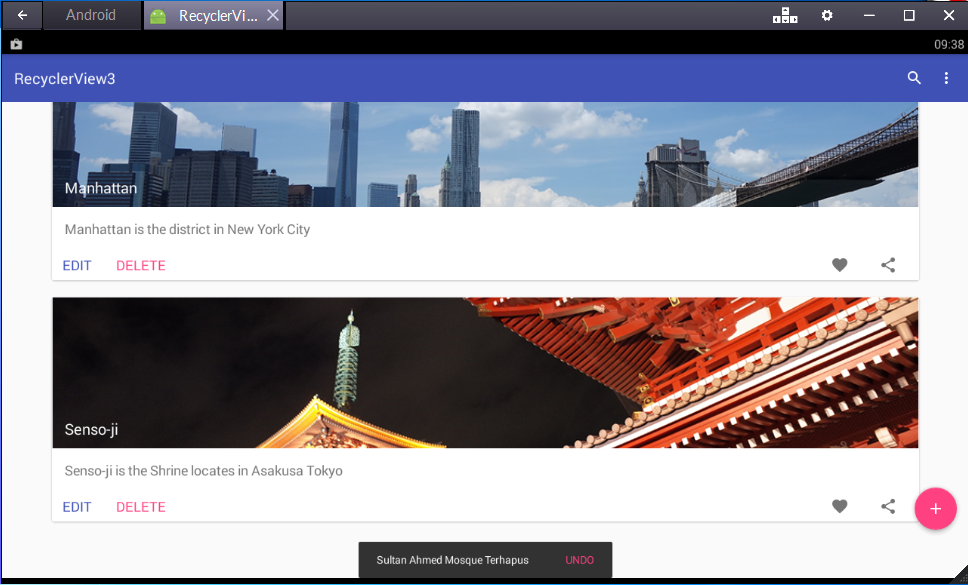 Android
RecyclerVi...
09:38
RecyclerView3
Manhattan
Manhattan is the district in New York City
EDIT DELETE
Senso-ji
Senso-ji is the Shrine locates in Asakusa Tokyo
EDIT DELETE
Sultan Ahmed Mosque Terhapus UNDO